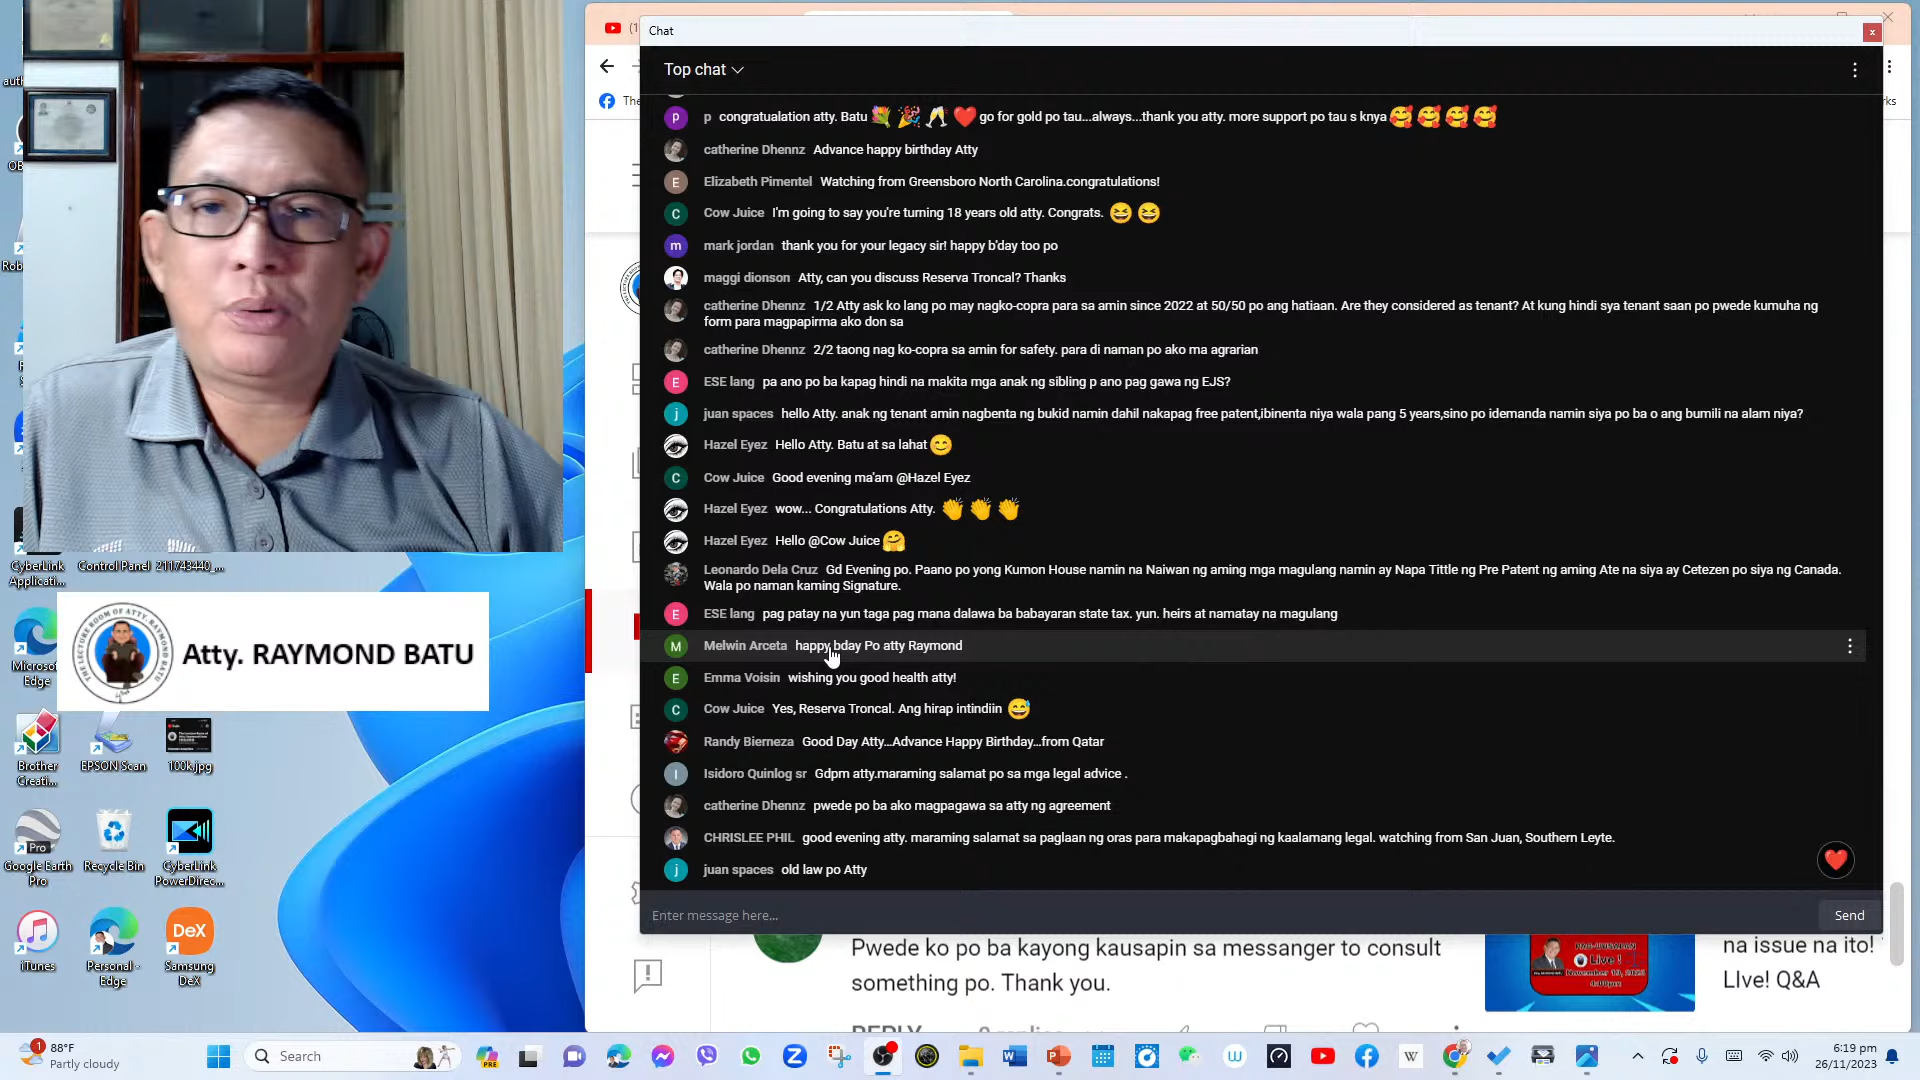 Chat
Top chat
p congratualation atty. Batu 💐 🎉 🥂 ❤️ go for gold po tau...always...thank you atty. more support po tau s knya 🥰 🥰 🥰 🥰
catherine Dhennz Advance happy birthday Atty
Elizabeth Pimentel Watching from Greensboro North Carolina.congratulations!
Cow Juice I'm going to say you're turning 18 years old atty. Congrats. 😆 😆
mark jordan thank you for your legacy sir! happy b'day too po
maggi dionson Atty, can you discuss Reserva Troncal? Thanks
catherine Dhennz 1/2 Atty ask ko lang po may nagko-copra para sa amin since 2022 at 50/50 po ang hatiaan. Are they considered as tenant? At kung hindi sya tenant saan po pwede kumuha ng
form para magpapirma ako don sa
catherine Dhennz 2/2 taong nag ko-copra sa amin for safety. para di naman po ako ma agrarian
ESE lang pa ano po ba kapag hindi na makita mga anak ng sibling p ano pag gawa ng EJS?
juan spaces hello Atty. anak ng tenant amin nagbenta ng bukid namin dahil nakapag free patent,ibinenta niya wala pang 5 years,sino po idemanda namin siya po ba o ang bumili na alam niya?
Hazel Eyez Hello Atty. Batu at sa lahat 😊
Cow Juice Good evening ma'am @Hazel Eyez
Hazel Eyez wow... Congratulations Atty. 👏 👏 👏
Hazel Eyez Hello @Cow Juice 🤗
Leonardo Dela Cruz Gd Evening po. Paano po yong Kumon House namin na Naiwan ng aming mga magulang namin ay Napa Tittle ng Pre Patent ng aming Ate na siya ay Cetezen po siya ng Canada.
Wala po naman kaming Signature.
ESE lang pag patay na yun taga pag mana dalawa ba babayaran state tax. yun. heirs at namatay na magulang
Melwin Arceta happy bday Po atty Raymond
Emma Voisin wishing you good health atty!
Cow Juice Yes, Reserva Troncal. Ang hirap intindiin 😅
Randy Bierneza Good Day Atty...Advance Happy Birthday...from Qatar
Isidoro Quinlog sr Gdpm atty.maraming salamat po sa mga legal advice .
catherine Dhennz pwede po ba ako magpagawa sa atty ng agreement
CHRISLEE PHIL good evening atty. maraming salamat sa paglaan ng oras para makapagbahagi ng kaalamang legal. watching from San Juan, Southern Leyte.
juan spaces old law po Atty
Enter message here...
Send
Pwede ko po ba kayong kausapin sa messanger to consult
something po. Thank you.
na issue na ito!
LIve! Q&A
Live !
November 19, 2023
THE LECTURE ROOM OF ATTY. RAYMOND BATU
Atty. RAYMOND BATU
CyberLink
Applicati...
Control Panel
211743440_...
Microso
Edge
Brother
Creati...
EPSON Scan
100k.jpg
Google Earth
Pro
Recycle Bin
CyberLink
PowerDirec...
iTunes
Personal -
Edge
Samsung
DeX
88°F
Partly cloudy
Search
6:19 pm
26/11/2023